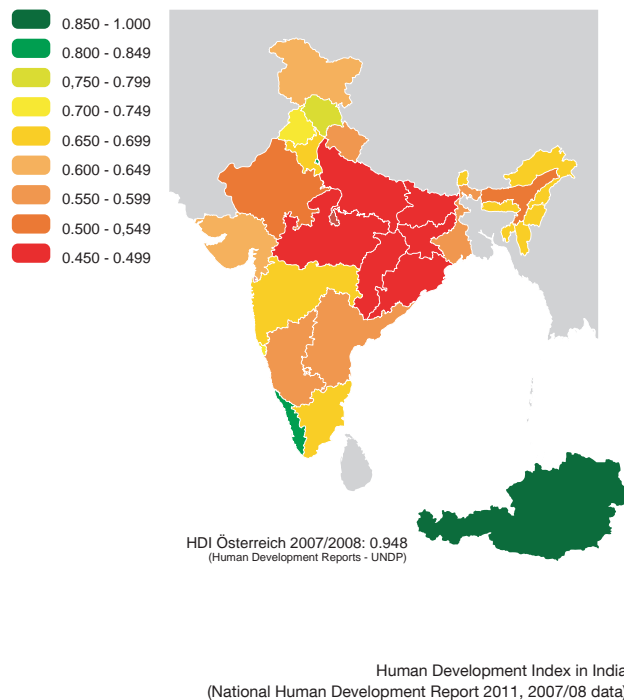 0.850 - 1.000
0.800 - 0.849
0,750 - 0.799
0.700 - 0.749
0.650 - 0.699
0.600 - 0.649
0.550 - 0.599
0.500 - 0,549
0.450 - 0.499
HDI Österreich 2007/2008: 0.948
(Human Development Reports - UNDP)
Human Development Index in India
(National Human Development Report 2011, 2007/08 data)